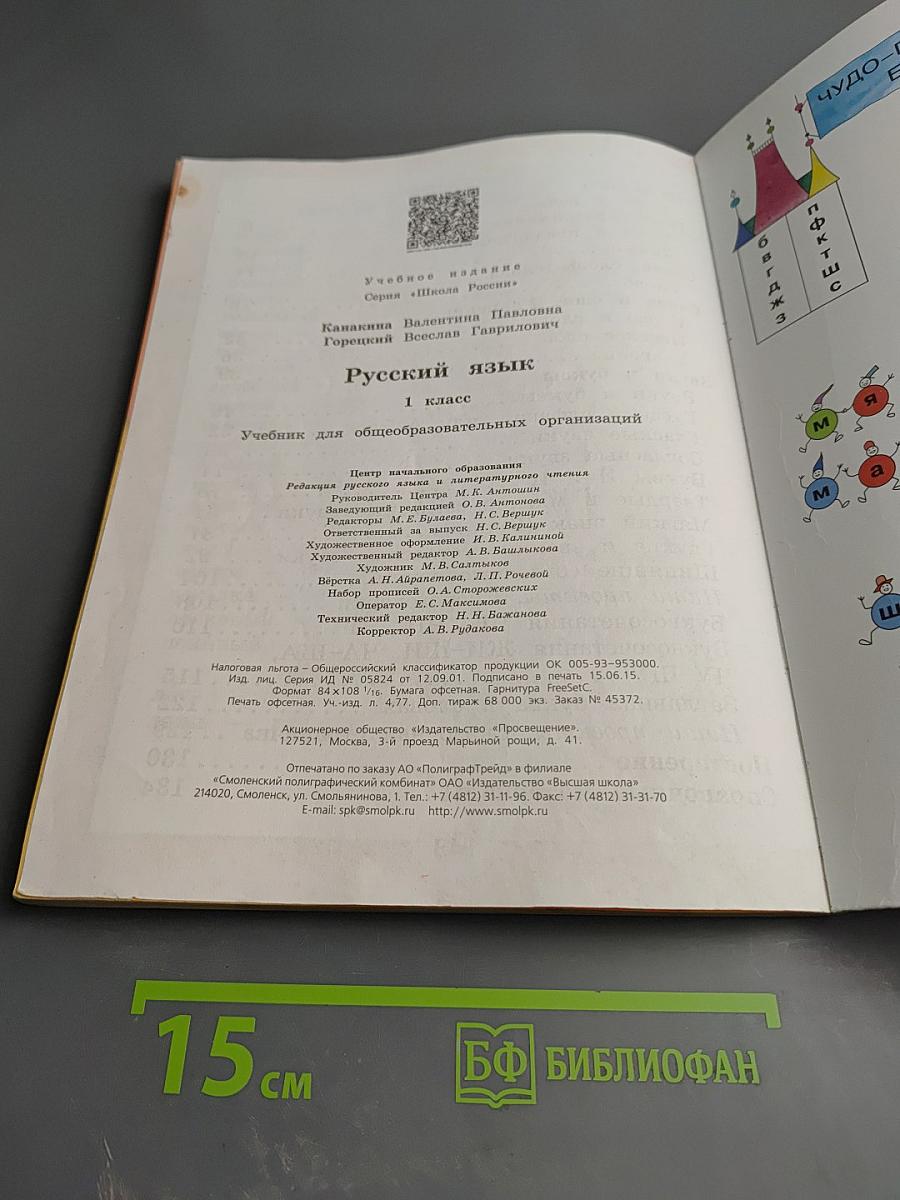 Учебное издание
Серия «Школа России»
Канакина Валентина Павловна
Горецкий Всеслав Гаврилович
Русский язык
1 класс
Учебник для общеобразовательных организаций
Центр начального образования
Редакция русского языка и литературного чтения
Руководитель Центра М. К. Антошин
Заведующий редакцией О. В. Антонова
Редакторы М. Е. Булаева, Н. С. Вершук
Ответственный за выпуск Н. С. Вершук
Художественное оформление И. В. Калининой
Художественный редактор А. В. Башлыкова
Художник М. В. Салтыков
Вёрстка А. Н. Айрапетова, Л. П. Рочевой
Набор прописей О. А. Сторожевских
Оператор Е. С. Максимова
Технический редактор Н. Н. Бажанова
Корректор А. В. Рудакова
Налоговая льгота – Общероссийский классификатор продукции ОК 005-93–953000.
Изд. лиц. Серия ИД № 05824 от 12.09.01. Подписано в печать 15.06.15.
Формат 84×108 1/16. Бумага офсетная. Гарнитура FreeSetC.
Печать офсетная. Уч.-изд. л. 4,77. Доп. тираж 68 000 экз. Заказ № 45372.
Акционерное общество «Издательство «Просвещение».
127521, Москва, 3-й проезд Марьиной рощи, д. 41.
Отпечатано по заказу АО «ПолиграфТрейд» в филиале
«Смоленский полиграфический комбинат» ОАО «Издательство «Высшая школа»
214020, Смоленск, ул. Смольянинова, 1. Тел.: +7 (4812) 31-11-96. Факс: +7 (4812) 31-31-70
E-mail: spk@smolpk.ru http://www.smolpk.ru
ЧУДО–
б п
в ф
г к
д т
ж ш
з с
м я
м а
ш
15 см
БФ БИБЛИОФАН